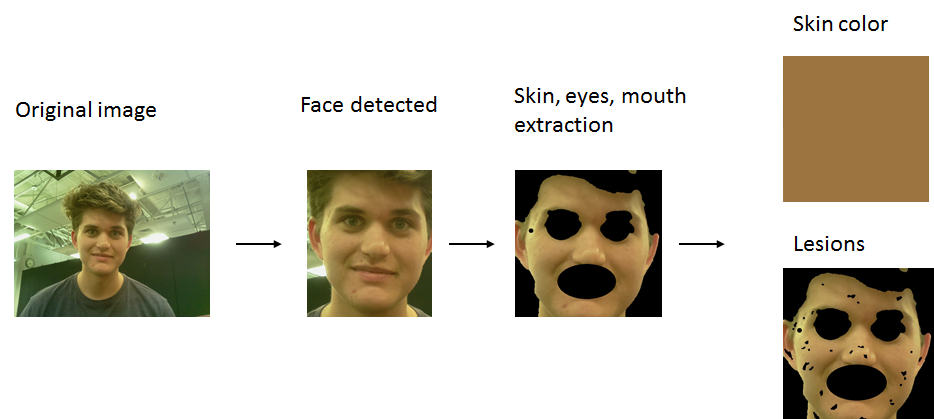 Original image
Face detected
Skin, eyes, mouth
extraction
Skin color
Lesions